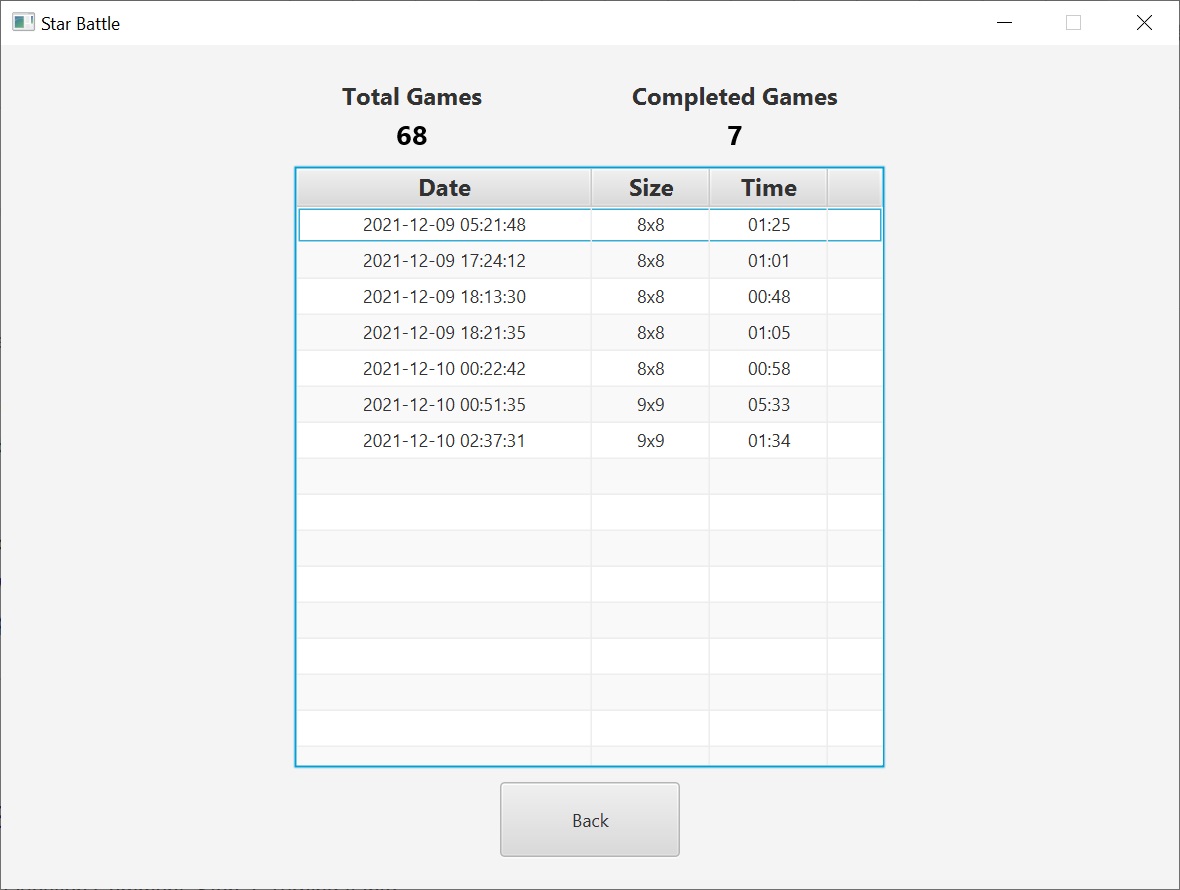 Star Battle
Total Games Completed Games
68 7
Date Size Time
2021-12-09 05:21:48 8x8 01:25
2021-12-09 17:24:12 8x8 01:01
2021-12-09 18:13:30 8x8 00:48
2021-12-09 18:21:35 8x8 01:05
2021-12-10 00:22:42 8x8 00:58
2021-12-10 00:51:35 9x9 05:33
2021-12-10 02:37:31 9x9 01:34
Back